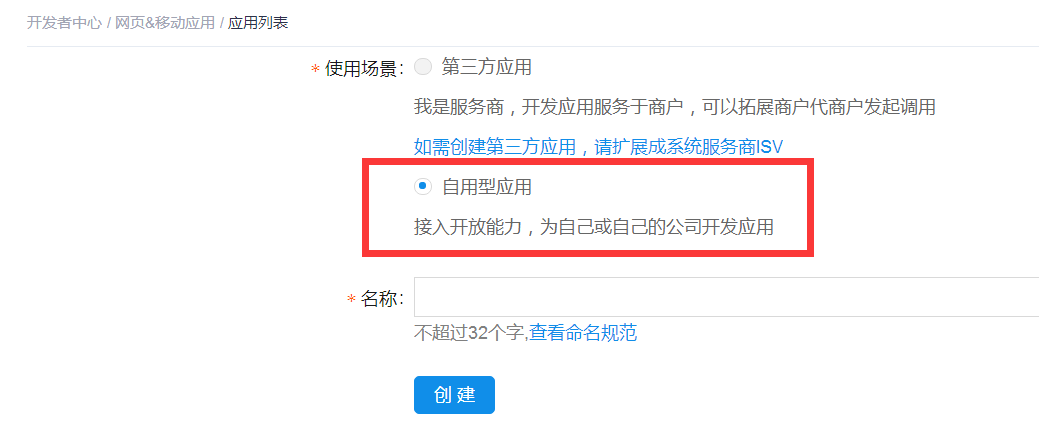 开发者中心 / 网页&移动应用 / 应用列表
* 使用场景: 第三方应用
我是服务商，开发应用服务于商户，可以拓展商户代商户发起调用
如需创建第三方应用，请扩展成系统服务商ISV
自用型应用
接入开放能力，为自己或自己的公司开发应用
* 名称:
不超过32个字,查看命名规范
创 建